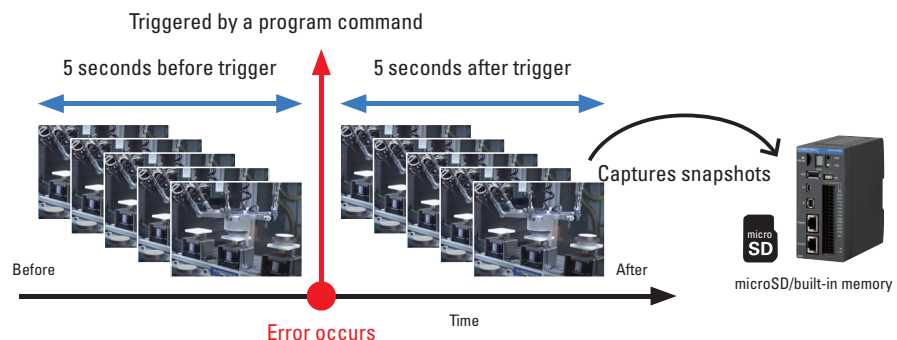 Triggered by a program command
5 seconds before trigger
5 seconds after trigger
Captures snapshots
micro
SD
Before
After
microSD/built-in memory
Time
Error occurs